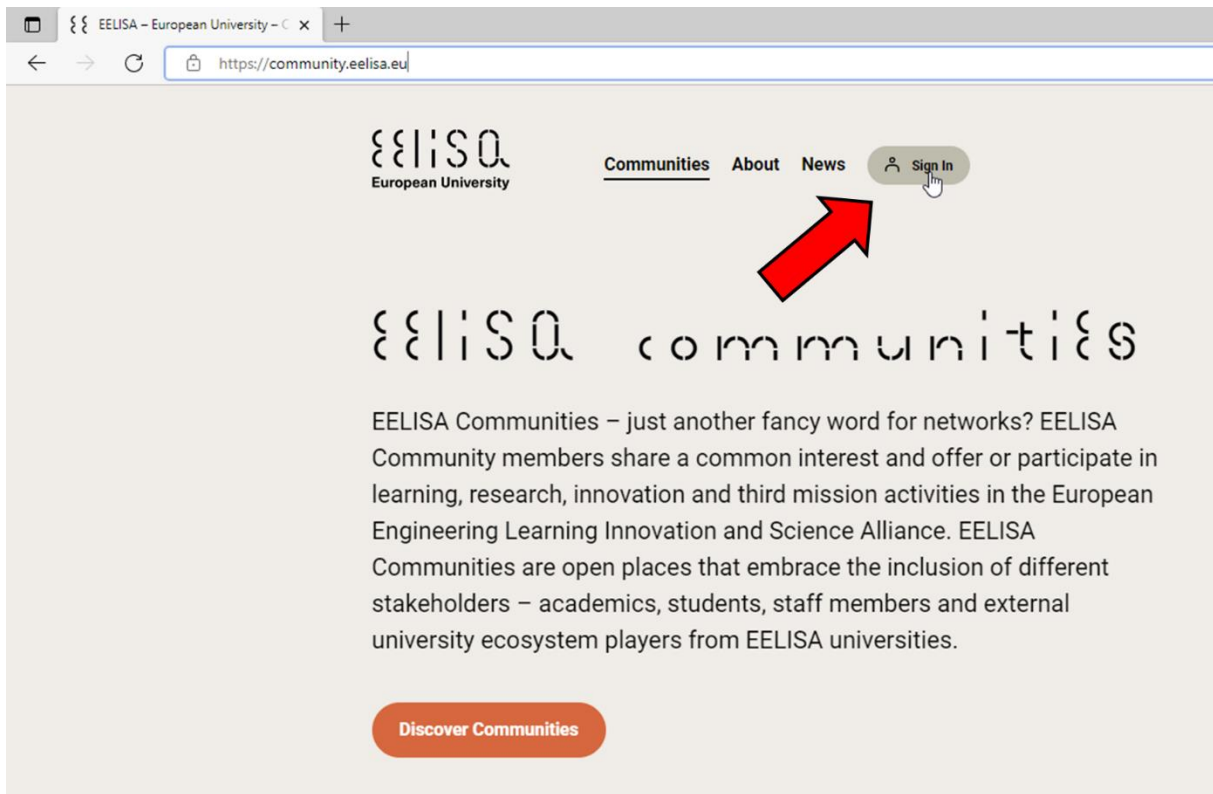 EELISA – European University – C
https://community.eelisa.eu
EELISA
European University
Communities About News Sign In
EELISA communities
EELISA Communities – just another fancy word for networks? EELISA
Community members share a common interest and offer or participate in
learning, research, innovation and third mission activities in the European
Engineering Learning Innovation and Science Alliance. EELISA
Communities are open places that embrace the inclusion of different
stakeholders – academics, students, staff members and external
university ecosystem players from EELISA universities.
Discover Communities